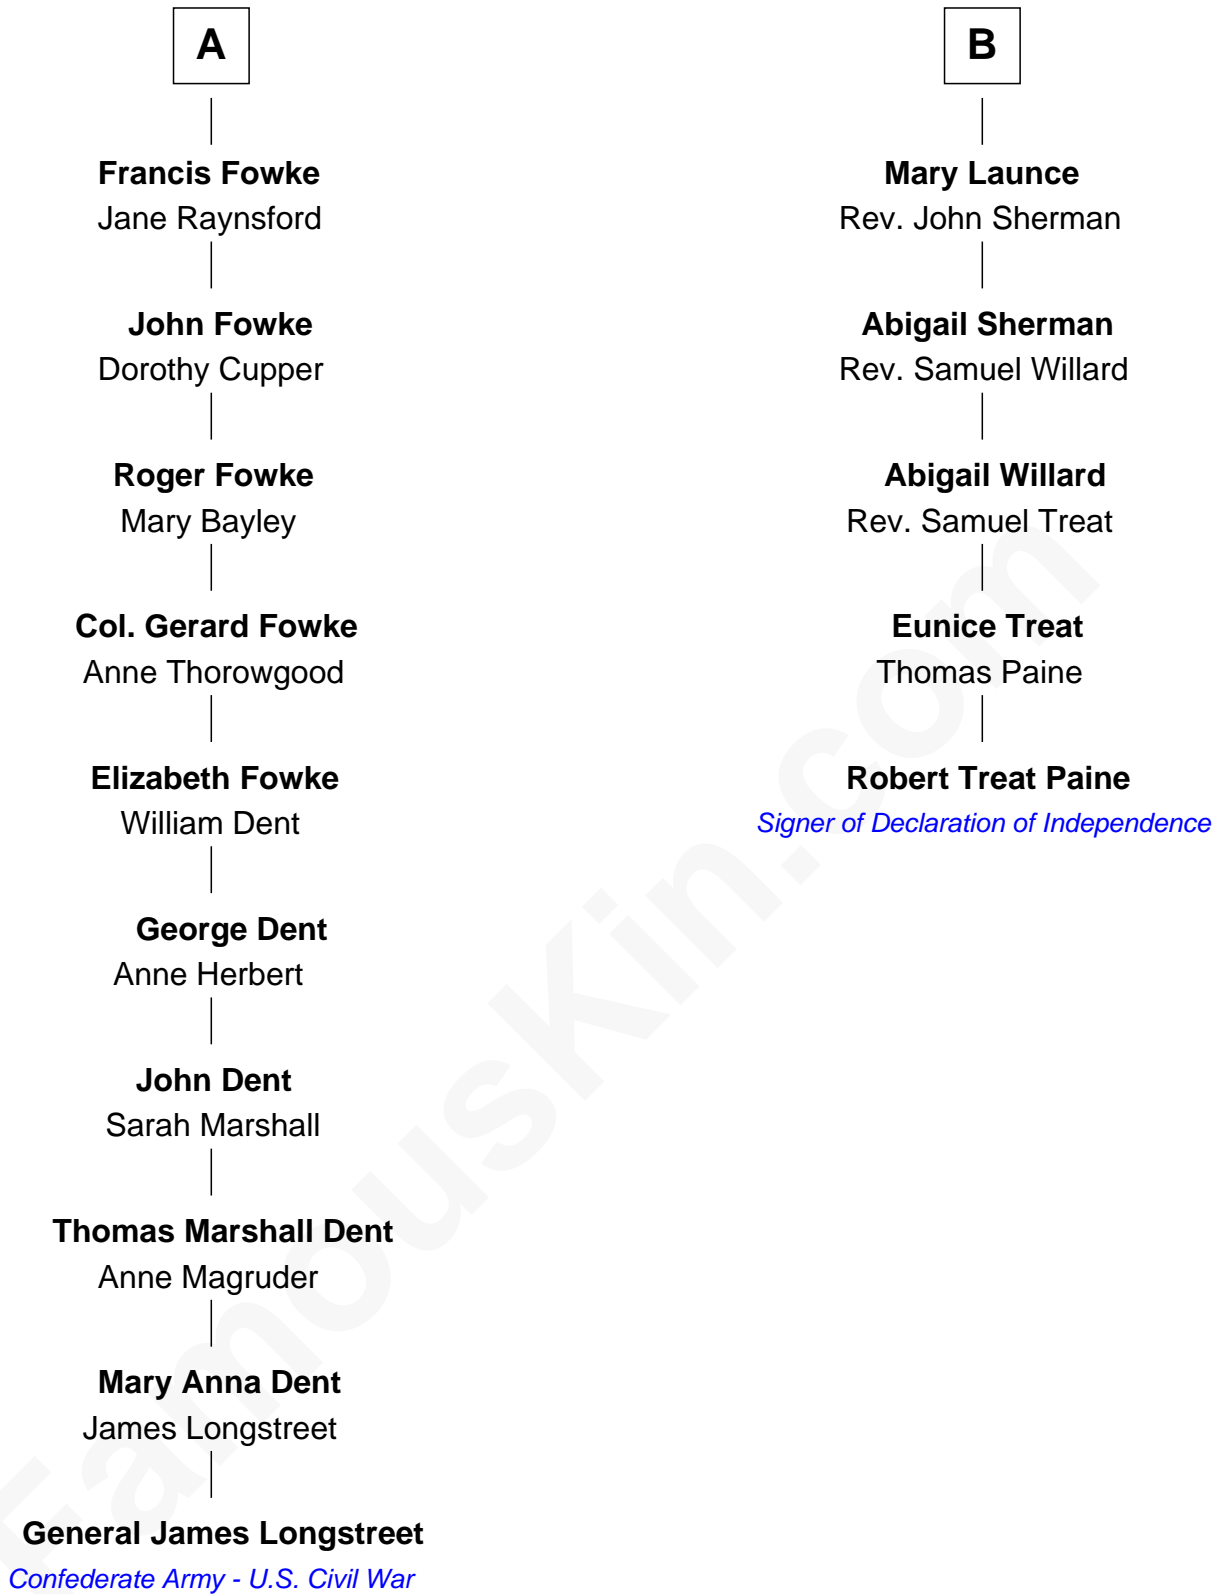 A
Francis Fowke
Jane Raynsford
John Fowke
Dorothy Cupper
Roger Fowke
Mary Bayley
Col. Gerard Fowke
Anne Thorowgood
Elizabeth Fowke
William Dent
George Dent
Anne Herbert
John Dent
Sarah Marshall
Thomas Marshall Dent
Anne Magruder
Mary Anna Dent
James Longstreet
General James Longstreet
Confederate Army - U.S. Civil War
B
Mary Launce
Rev. John Sherman
Abigail Sherman
Rev. Samuel Willard
Abigail Willard
Rev. Samuel Treat
Eunice Treat
Thomas Paine
Robert Treat Paine
Signer of Declaration of Independence
FamousKin.com